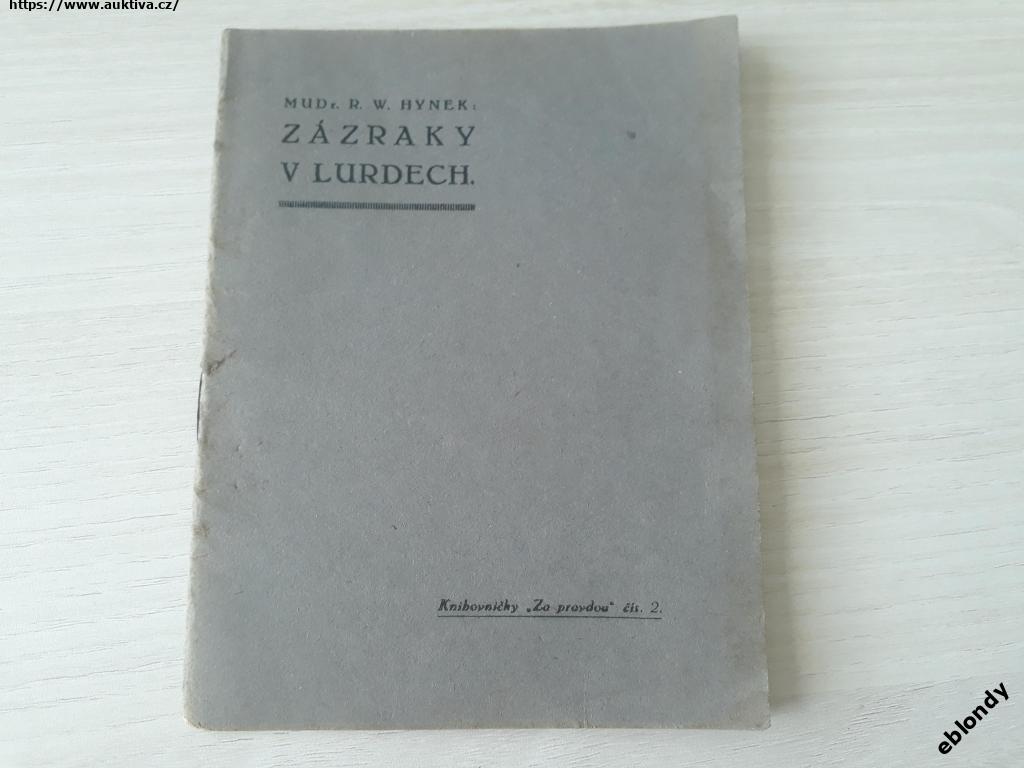 https://www.auktiva.cz/
MUDr. R. W. HYNEK:
ZÁZRAKY
V LURDECH.
Knihovničky „Za pravdou" čís. 2.
eblondy